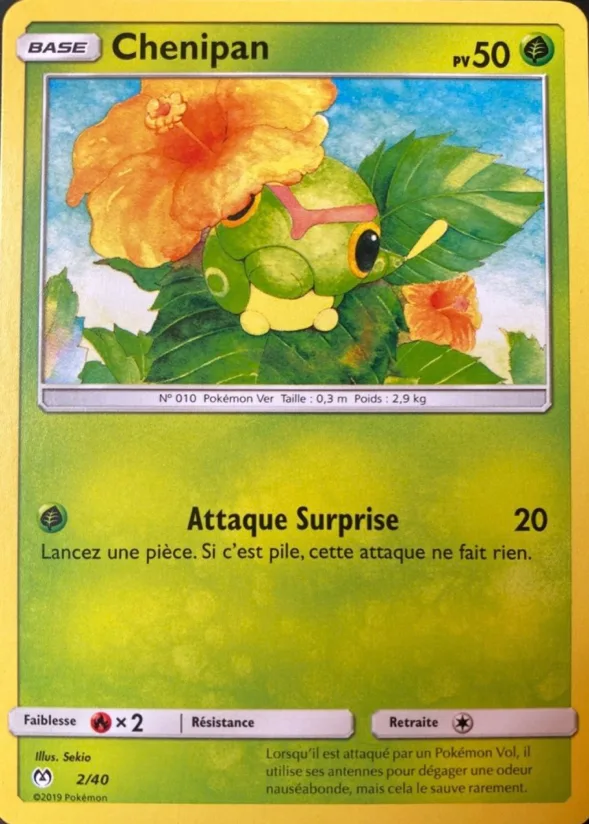 BASE Chenipan PV 50
Nº 010 Pokémon Ver Taille : 0,3 m Poids : 2,9 kg
Attaque Surprise 20
Lancez une pièce. Si c'est pile, cette attaque ne fait rien.
Faiblesse × 2 Résistance Retraite
Illus. Sekio
2/40
©2019 Pokémon
Lorsqu'il est attaqué par un Pokémon Vol, il
utilise ses antennes pour dégager une odeur
nauséabonde, mais cela le sauve rarement.